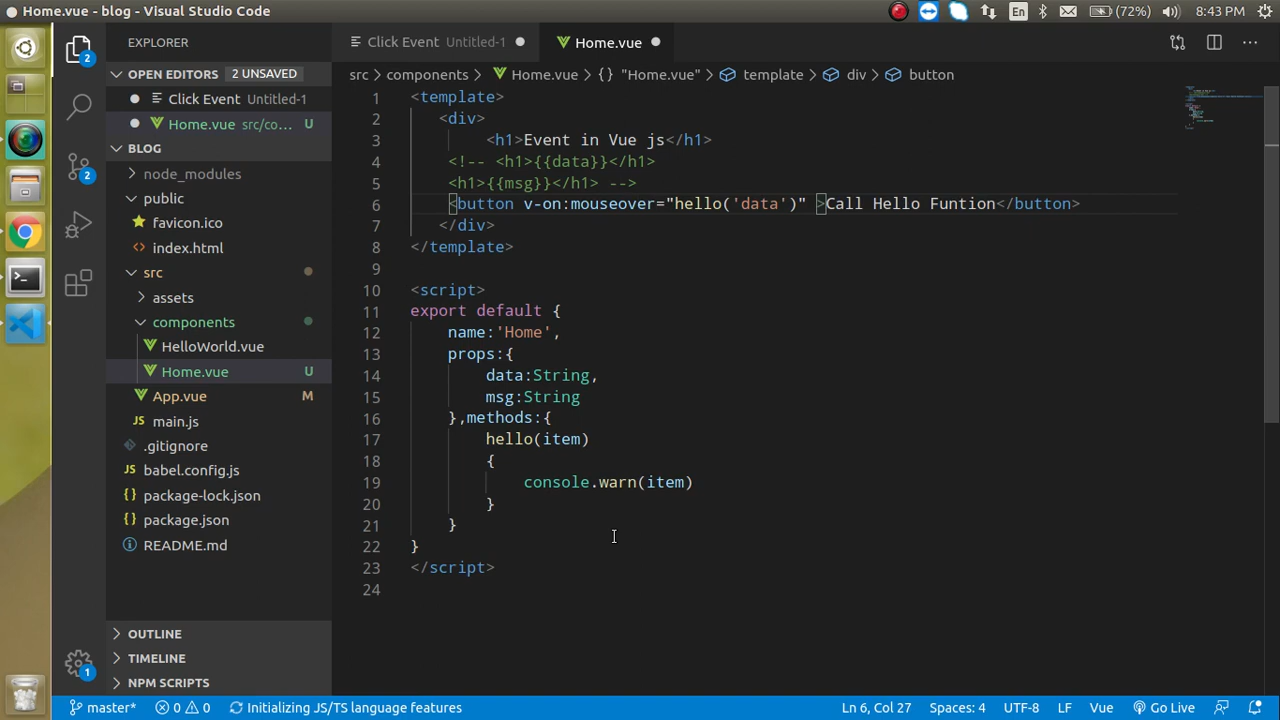 Home.vue - blog - Visual Studio Code
En
(72%)
8:43 PM
EXPLORER
Click Event Untitled-1
Home.vue
OPEN EDITORS 2 UNSAVED
Click Event Untitled-1
Home.vue src/co... U
BLOG
node_modules
public
favicon.ico
index.html
src
assets
components
HelloWorld.vue
Home.vue U
App.vue M
JS main.js
.gitignore
JS babel.config.js
{} package-lock.json
{} package.json
README.md
OUTLINE
TIMELINE
NPM SCRIPTS
2
2
1
src > components > Home.vue > {} "Home.vue" > template > div > button
1 <template>
2 <div>
3 <h1>Event in Vue js</h1>
4 <!-- <h1>{{data}}</h1>
5 <h1>{{msg}}</h1> -->
6 <button v-on:mouseover="hello('data')" >Call Hello Funtion</button>
7 </div>
8 </template>
9
10 <script>
11 export default {
12 name:'Home',
13 props:{
14 data:String,
15 msg:String
16 },methods:{
17 hello(item)
18 {
19 console.warn(item)
20 }
21 }
22 }
23 </script>
24
master* 0 0 Initializing JS/TS language features
Ln 6, Col 27 Spaces: 4 UTF-8 LF Vue Go Live